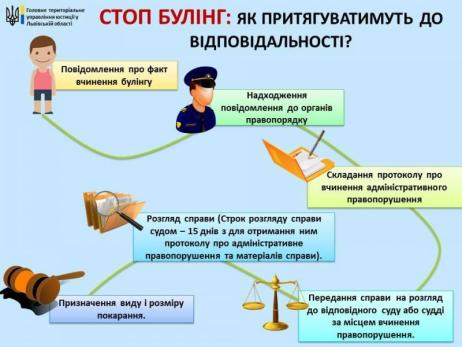 Головне територіальне
управління юстиції у
Львівській області
СТОП БУЛІНГ: ЯК ПРИТЯГУВАТИМУТЬ ДО
ВІДПОВІДАЛЬНОСТІ?
Повідомлення про факт
вчинення булінгу
Надходження
повідомлення до органів
правопорядку
Складання протоколу про
вчинення адміністративного
правопорушення
Розгляд справи (Строк розгляду справи
судом – 15 днів з для отримання ним
протоколу про адміністративне
правопорушення та матеріали справи).
Призначення виду і розміру
покарання.
Передання справи на розгляд
до відповідного суду або судді
за місцем вчинення
правопорушення.